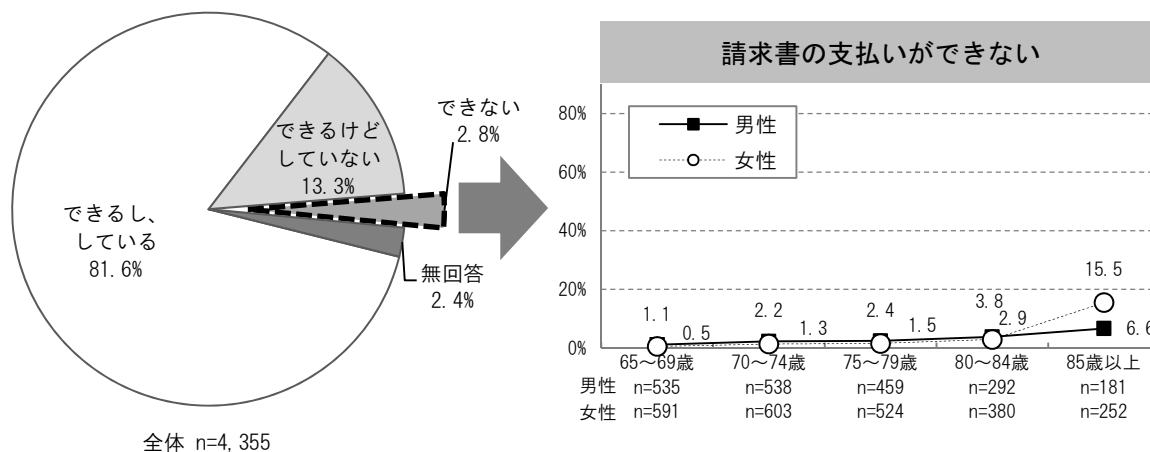 できるし、
している
81.6%
できるけど
していない
13.3%
できない
2.8%
無回答
2.4%
全体 n=4,355
請求書の支払いができない
80%
60%
40%
20%
0%
男性
女性
1.1
0.5
2.2
1.3
2.4
1.5
3.8
2.9
15.5
6.6
65～69歳 70～74歳 75～79歳 80～84歳 85歳以上
男性 n=535 n=538 n=459 n=292 n=181
女性 n=591 n=603 n=524 n=380 n=252